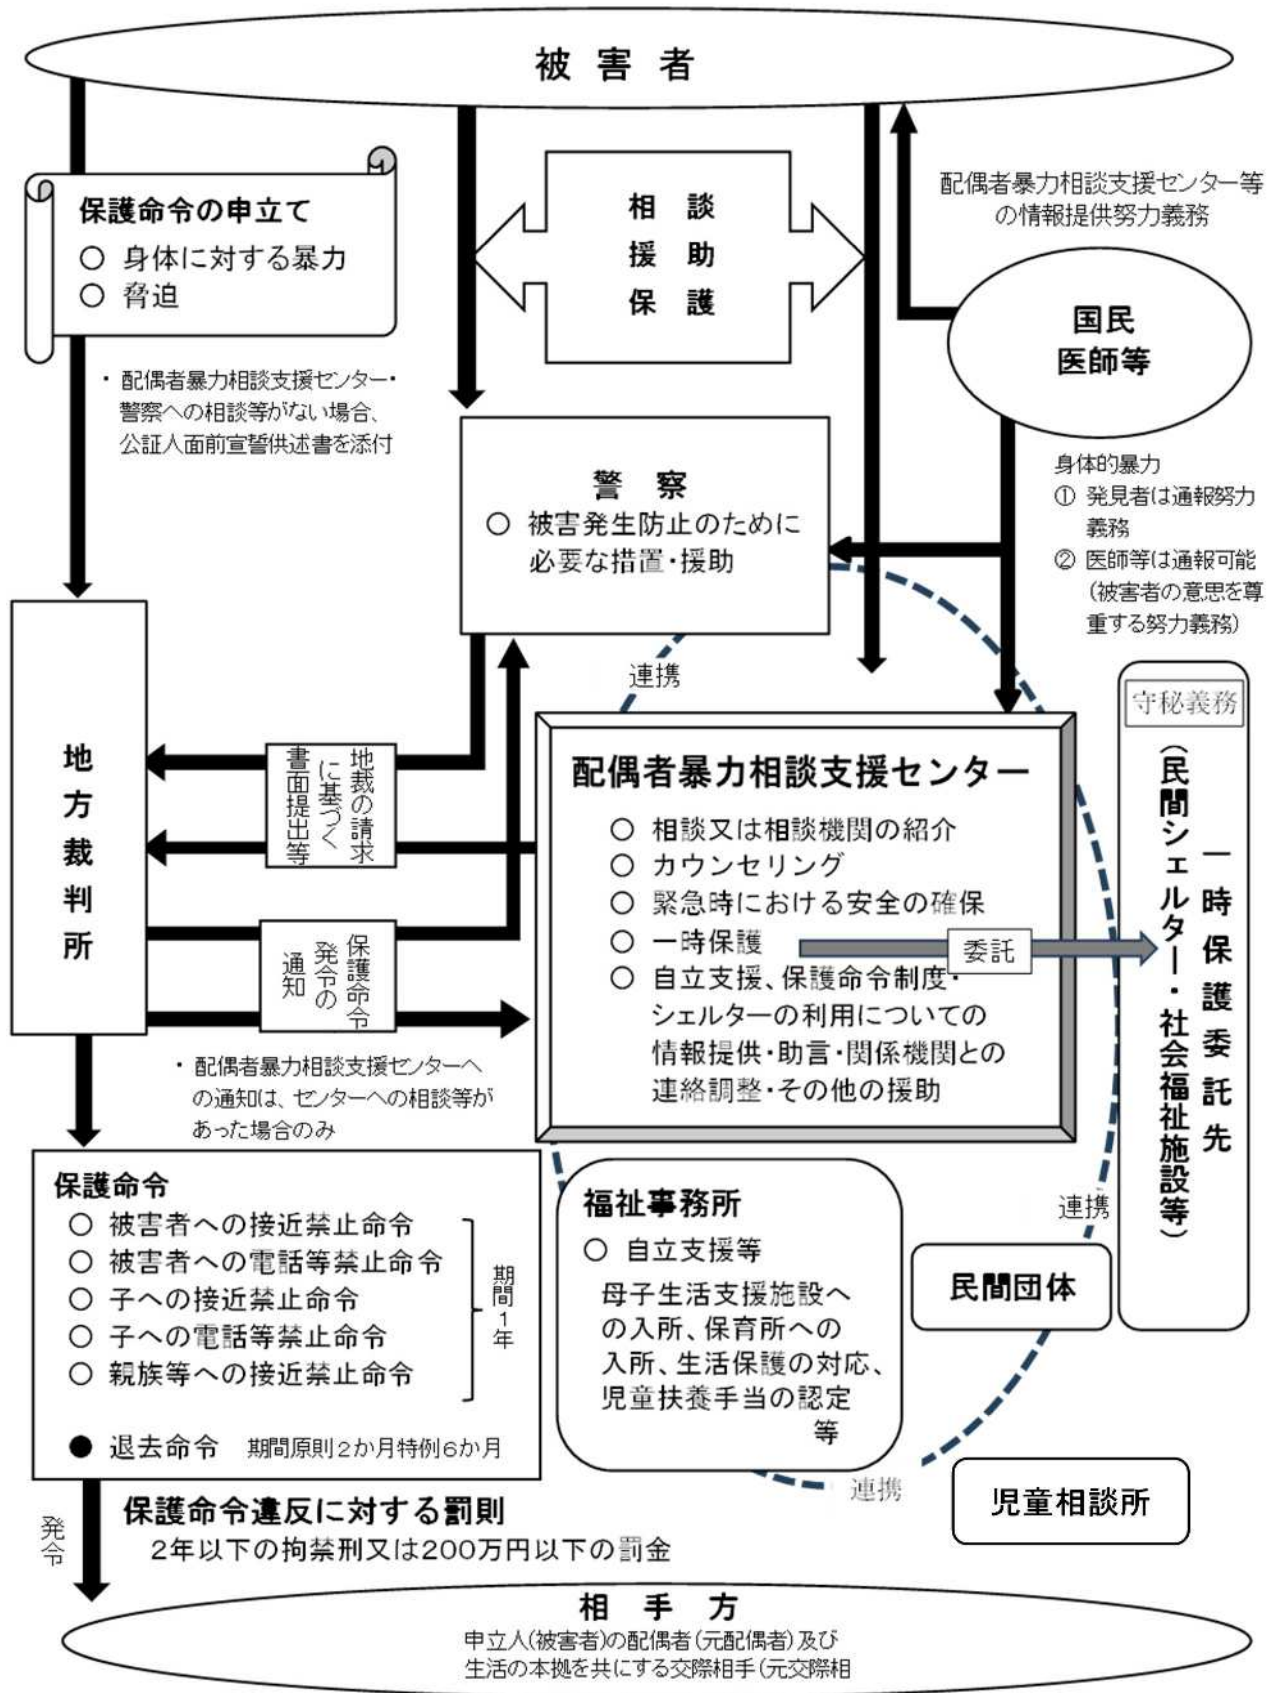 被害者
保護命令の申立て
○ 身体に対する暴力
○ 脅迫
・ 配偶者暴力相談支援センター・
警察への相談等がない場合、
公証人面前宣誓供述書を添付
相談
援助
保護
配偶者暴力相談支援センター等
の情報提供努力義務
国民
医師等
身体的暴力
① 発見者は通報努力
義務
② 医師等は通報可能
(被害者の意思を尊
重する努力義務)
警察
○ 被害発生防止のために
必要な措置・援助
連携
地方裁判所
地裁の請求
に基づく
書面提出等
保護命令
発令の
通知
・ 配偶者暴力相談支援センターへ
の通知は、センターへの相談等が
あった場合のみ
配偶者暴力相談支援センター
○ 相談又は相談機関の紹介
○ カウンセリング
○ 緊急時における安全の確保
○ 一時保護
委託
○ 自立支援、保護命令制度・
シェルターの利用についての
情報提供・助言・関係機関との
連絡調整・その他の援助
守秘義務
一時保護委託先
(民間シェルター・社会福祉施設等)
保護命令
○ 被害者への接近禁止命令
○ 被害者への電話等禁止命令
○ 子への接近禁止命令
○ 子への電話等禁止命令
○ 親族等への接近禁止命令
期間1年
● 退去命令 期間原則2か月特例6か月
福祉事務所
○ 自立支援等
母子生活支援施設へ
の入所、保育所への
入所、生活保護の対応、
児童扶養手当の認定
等
連携
民間団体
連携
児童相談所
発令
保護命令違反に対する罰則
2年以下の拘禁刑又は200万円以下の罰金
相手方
申立人(被害者)の配偶者(元配偶者)及び
生活の本拠を共にする交際相手(元交際相